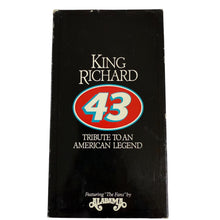 KING
RICHARD
43
TRIBUTE TO AN
AMERICAN LEGEND
Featuring "The Fans" by
ALABAMA